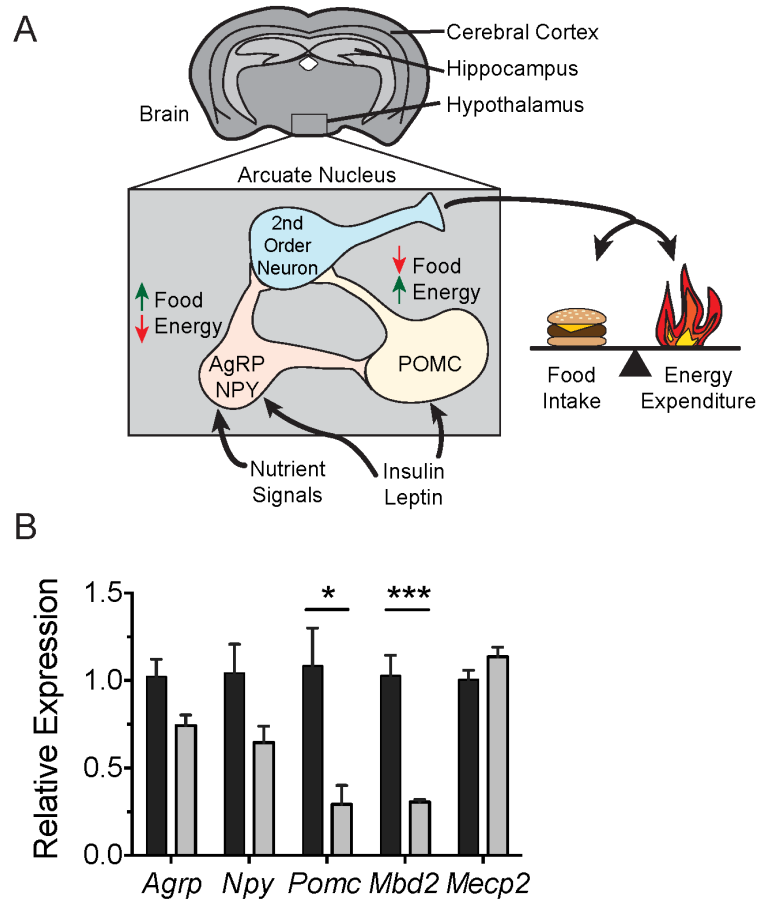 A
Cerebral Cortex
Hippocampus
Hypothalamus
Brain
Arcuate Nucleus
2nd
Order
Neuron
Food
Energy
Food
Energy
AgRP
NPY
POMC
Food
Intake
Energy
Expenditure
Nutrient
Signals
Insulin
Leptin
B
Relative Expression
1.5
1.0
0.5
0.0
*
***
Agrp Npy Pomc Mbd2 Mecp2